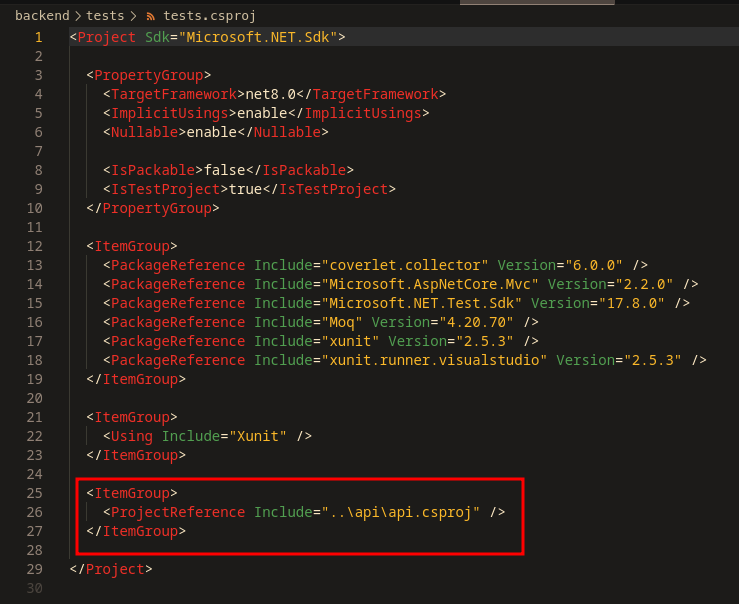 backend > tests > tests.csproj
1 <Project Sdk="Microsoft.NET.Sdk">
2
3   <PropertyGroup>
4     <TargetFramework>net8.0</TargetFramework>
5     <ImplicitUsings>enable</ImplicitUsings>
6     <Nullable>enable</Nullable>
7
8     <IsPackable>false</IsPackable>
9     <IsTestProject>true</IsTestProject>
10   </PropertyGroup>
11
12   <ItemGroup>
13     <PackageReference Include="coverlet.collector" Version="6.0.0" />
14     <PackageReference Include="Microsoft.AspNetCore.Mvc" Version="2.2.0" />
15     <PackageReference Include="Microsoft.NET.Test.Sdk" Version="17.8.0" />
16     <PackageReference Include="Moq" Version="4.20.70" />
17     <PackageReference Include="xunit" Version="2.5.3" />
18     <PackageReference Include="xunit.runner.visualstudio" Version="2.5.3" />
19   </ItemGroup>
20
21   <ItemGroup>
22     <Using Include="Xunit" />
23   </ItemGroup>
24
25   <ItemGroup>
26     <ProjectReference Include="..\api\api.csproj" />
27   </ItemGroup>
28
29 </Project>
30